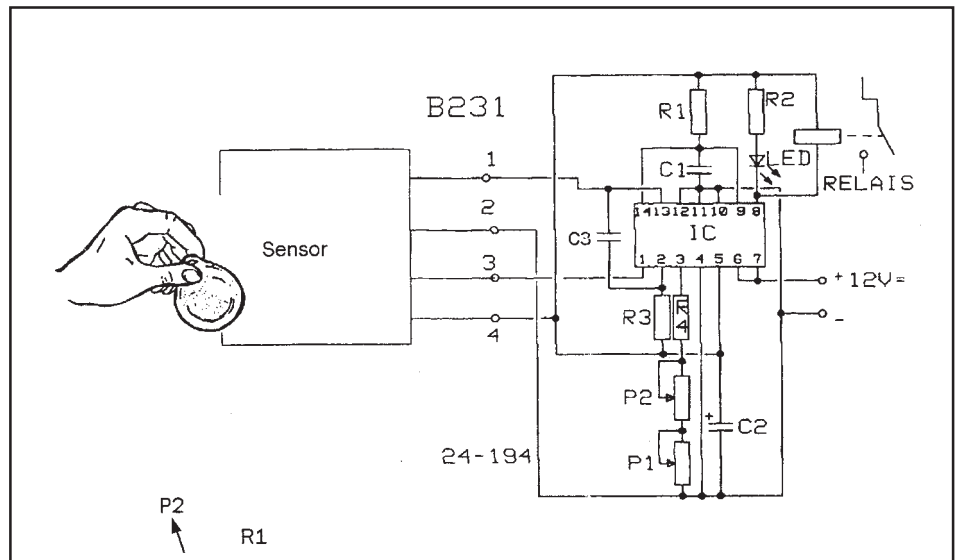 B231
R1
R2
LED
C1
RELAIS
1
2
3
4
Sensor
C3
14 13 12 11 10 9 8
IC
1 2 3 4 5 6 7
+ 12V=
-
R3
R4
P2
+
C2
P1
24-194
P2
R1